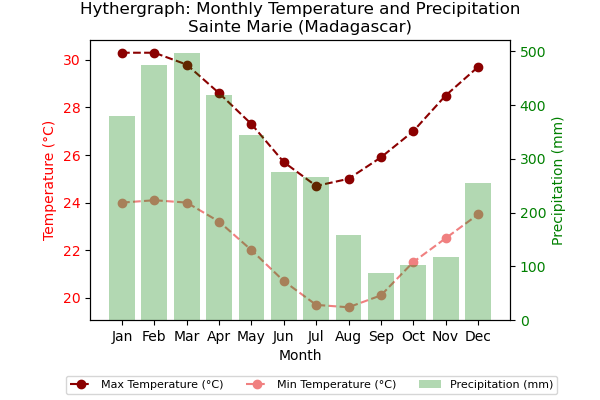 Hythergraph: Monthly Temperature and Precipitation
Sainte Marie (Madagascar)
Temperature (°C)
30
28
26
24
22
20
500
400
300
200
100
0
Precipitation (mm)
Jan Feb Mar Apr May Jun Jul Aug Sep Oct Nov Dec
Month
Max Temperature (°C) Min Temperature (°C) Precipitation (mm)